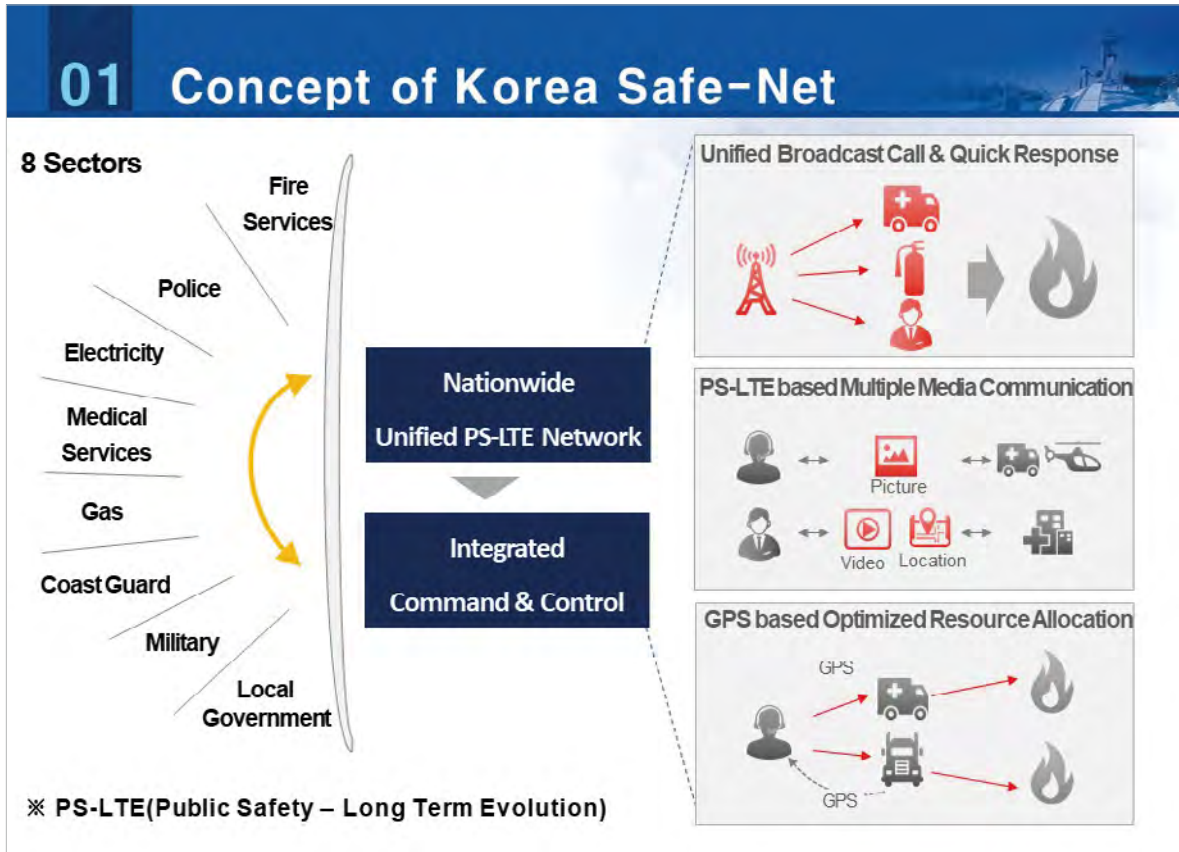 01 Concept of Korea Safe-Net
8 Sectors
Fire
Services
Police
Electricity
Medical
Services
Gas
Coast Guard
Military
Local
Government
Nationwide
Unified PS-LTE Network
Integrated
Command & Control
Unified Broadcast Call & Quick Response
PS-LTE based Multiple Media Communication
Picture
Video Location
GPS based Optimized Resource Allocation
GPS
GPS
※ PS-LTE(Public Safety – Long Term Evolution)